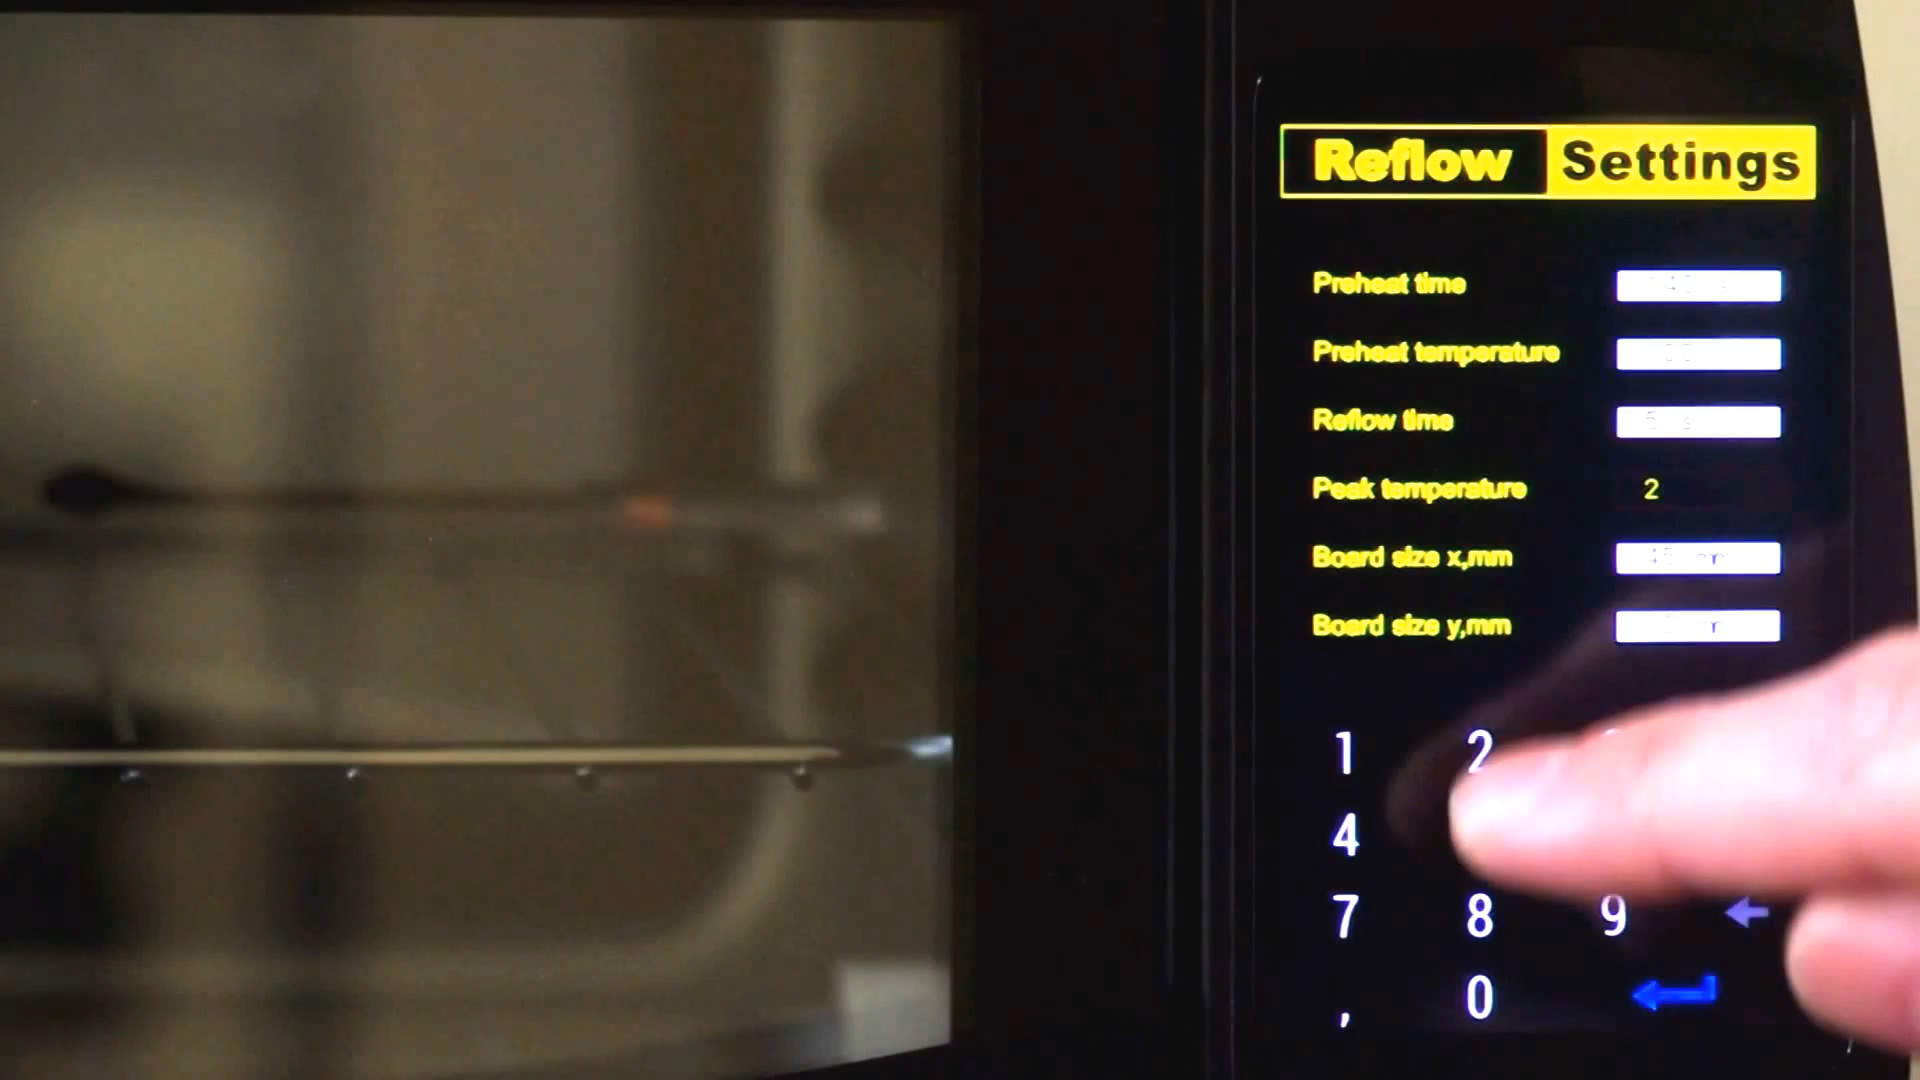 Reflow Settings
Preheat time
Preheat temperature
Reflow time 5 s
Peak temperature 2
Board size x,mm
Board size y,mm
1 2
4
7 8 9 ←
, 0